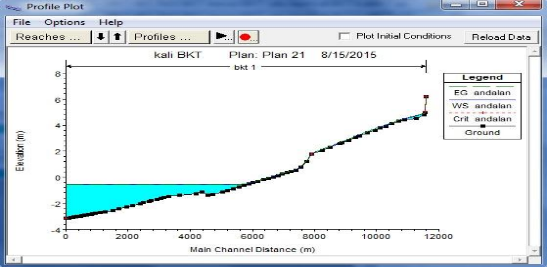 Profile Plot
File Options Help
Reaches ... Profiles ... Plot Initial Conditions Reload Data
kali BKT Plan: Plan 21 8/15/2015
bkt 1
Legend
EG andalan
WS andalan
Crit andalan
Ground
Elevation (m)
8
6
4
2
0
-2
-4
0 2000 4000 6000 8000 10000 12000
Main Channel Distance (m)